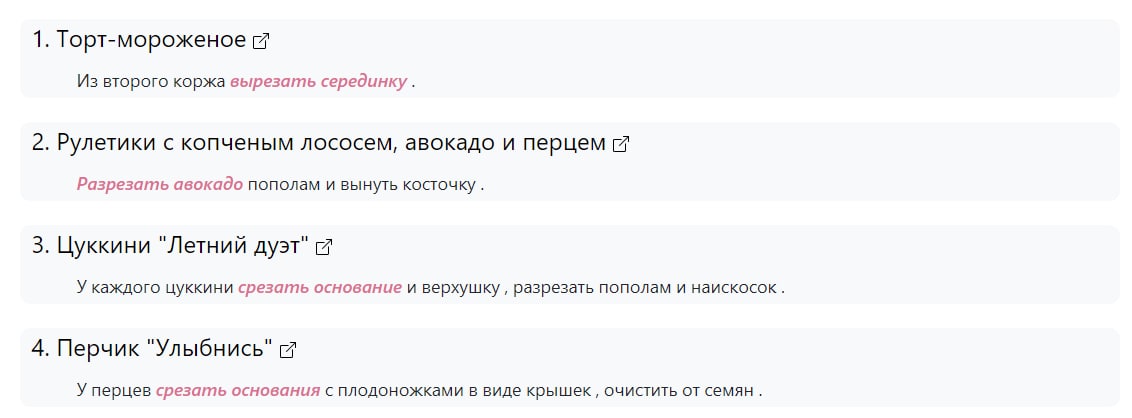 1. Торт-мороженое
Из второго коржа вырезать серединку .
2. Рулетики с копченым лососем, авокадо и перцем
Разрезать авокадо пополам и вынуть косточку .
3. Цуккини "Летний дуэт"
У каждого цуккини срезать основание и верхушку , разрезать пополам и наискосок .
4. Перчик "Улыбнись"
У перцев срезать основания с плодоножками в виде крышек , очистить от семян .